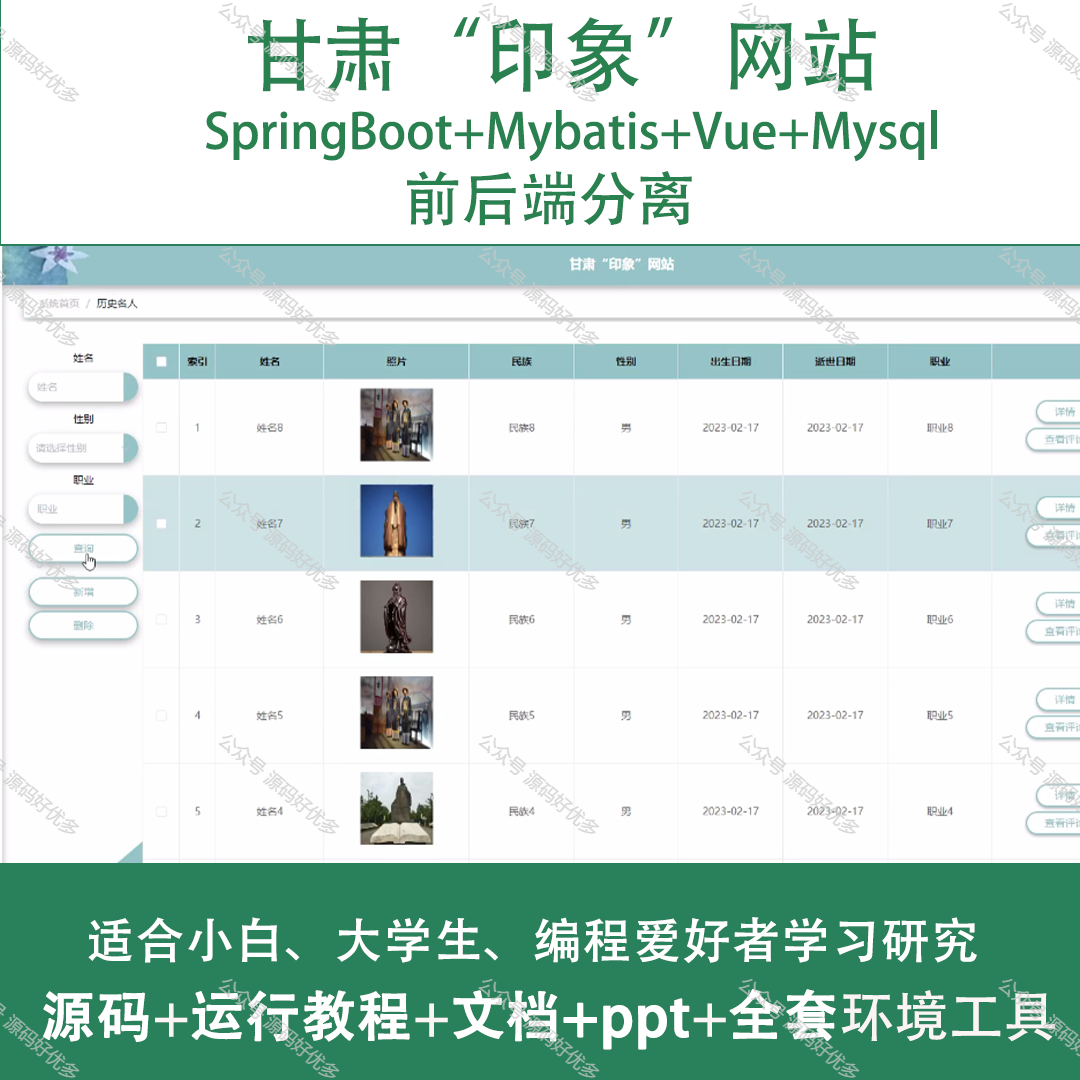 甘肃“印象” 网站
SpringBoot+Mybatis+Vue+Mysql
前后端分离
甘肃“印象”网站
系统首页 / 历史名人
姓名
姓名
性别
请选择性别
职业
职业
查询
新增
删除
索引 姓名 照片 民族 性别 出生日期 逝世日期 职业
1 姓名8 民族8 男 2023-02-17 2023-02-17 职业8
详情
查看评论
2 姓名7 民族7 男 2023-02-17 2023-02-17 职业7
详情
查看评论
3 姓名6 民族6 男 2023-02-17 2023-02-17 职业6
详情
查看评论
4 姓名5 民族5 男 2023-02-17 2023-02-17 职业5
详情
查看评论
5 姓名4 民族4 男 2023-02-17 2023-02-17 职业4
详情
查看评论
适合小白、大学生、编程爱好者学习研究
源码+运行教程+文档+ppt+全套环境工具
公众号 源码好优多